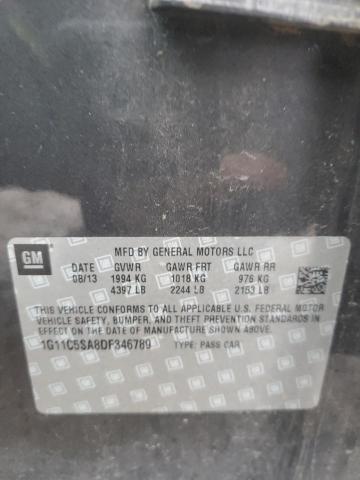 GM
MFD BY GENERAL MOTORS LLC
DATE GVWR GAWR FRT GAWR RR
08/13 1994 KG 1018 KG 976 KG
4397 LB 2244 LB 2153 LB
THIS VEHICLE CONFORMS TO ALL APPLICABLE U.S. FEDERAL MOTOR
VEHICLE SAFETY, BUMPER, AND THEFT PREVENTION STANDARDS IN
EFFECT ON THE DATE OF MANUFACTURE SHOWN ABOVE.
1G11C5SA8DF346789 TYPE: PASS CAR